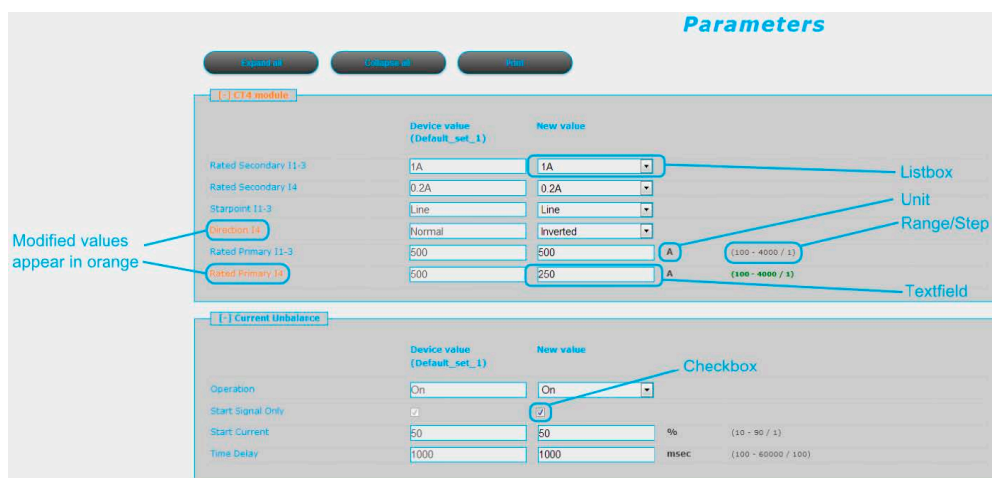 Parameters
Expand all Collapse all Print
[-] CT4 module
Device value New value
(Default_set_1)
Rated Secondary I1-3 1A 1A Listbox
Rated Secondary I4 0.2A 0.2A
Unit
Starpoint I1-3 Line Line
Range/Step
Direction I4 Normal Inverted
Modified values
appear in orange
Rated Primary I1-3 500 500 A (100 - 4000 / 1)
Rated Primary I4 500 250 A (100 - 4000 / 1)
Textfield
[-] Current Unbalance
Device value New value
(Default_set_1)
Checkbox
Operation On On
Start Signal Only
Start Current 50 50 % (10 - 90 / 1)
Time Delay 1000 1000 msec (100 - 60000 / 100)